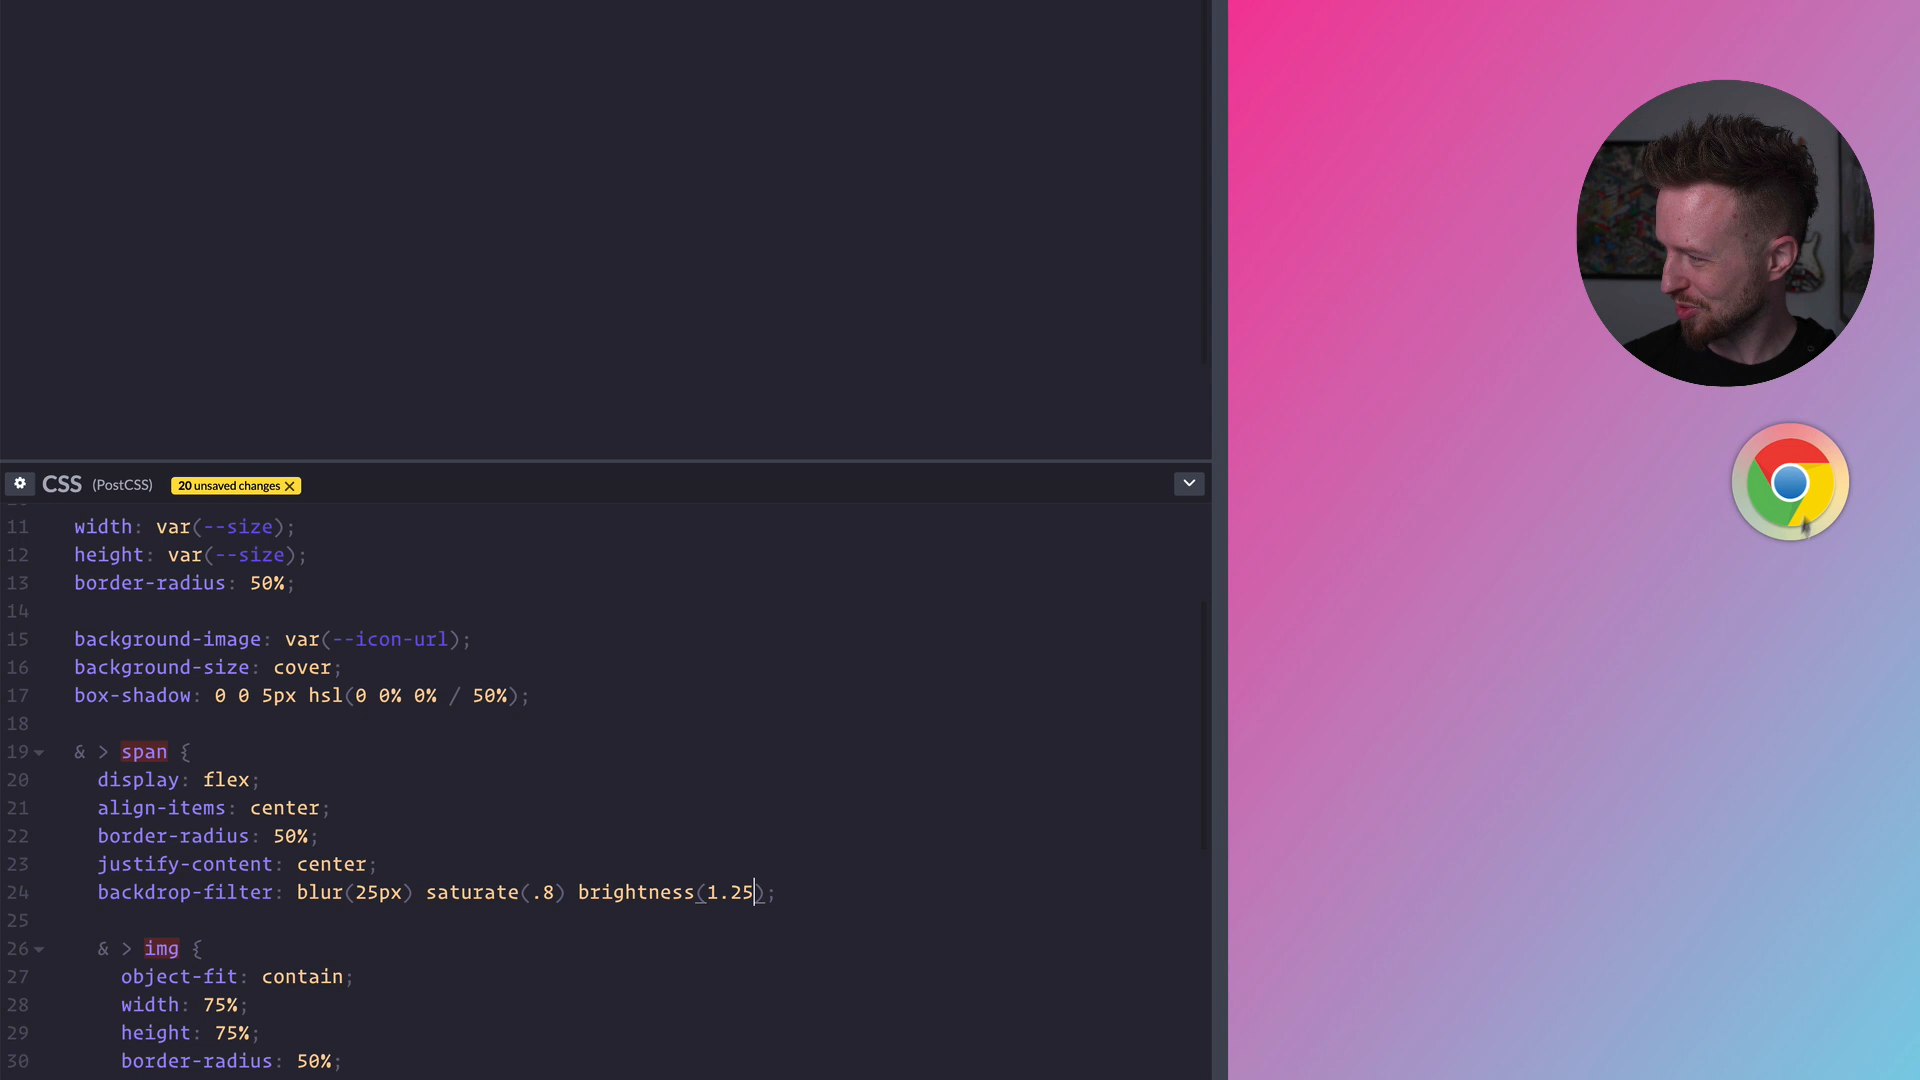 CSS (PostCSS) 20 unsaved changes
11 width: var(--size);
12 height: var(--size);
13 border-radius: 50%;
14
15 background-image: var(--icon-url);
16 background-size: cover;
17 box-shadow: 0 0 5px hsl(0 0% 0% / 50%);
18
19 & > span {
20 display: flex;
21 align-items: center;
22 border-radius: 50%;
23 justify-content: center;
24 backdrop-filter: blur(25px) saturate(.8) brightness(1.25);
25
26 & > img {
27 object-fit: contain;
28 width: 75%;
29 height: 75%;
30 border-radius: 50%;